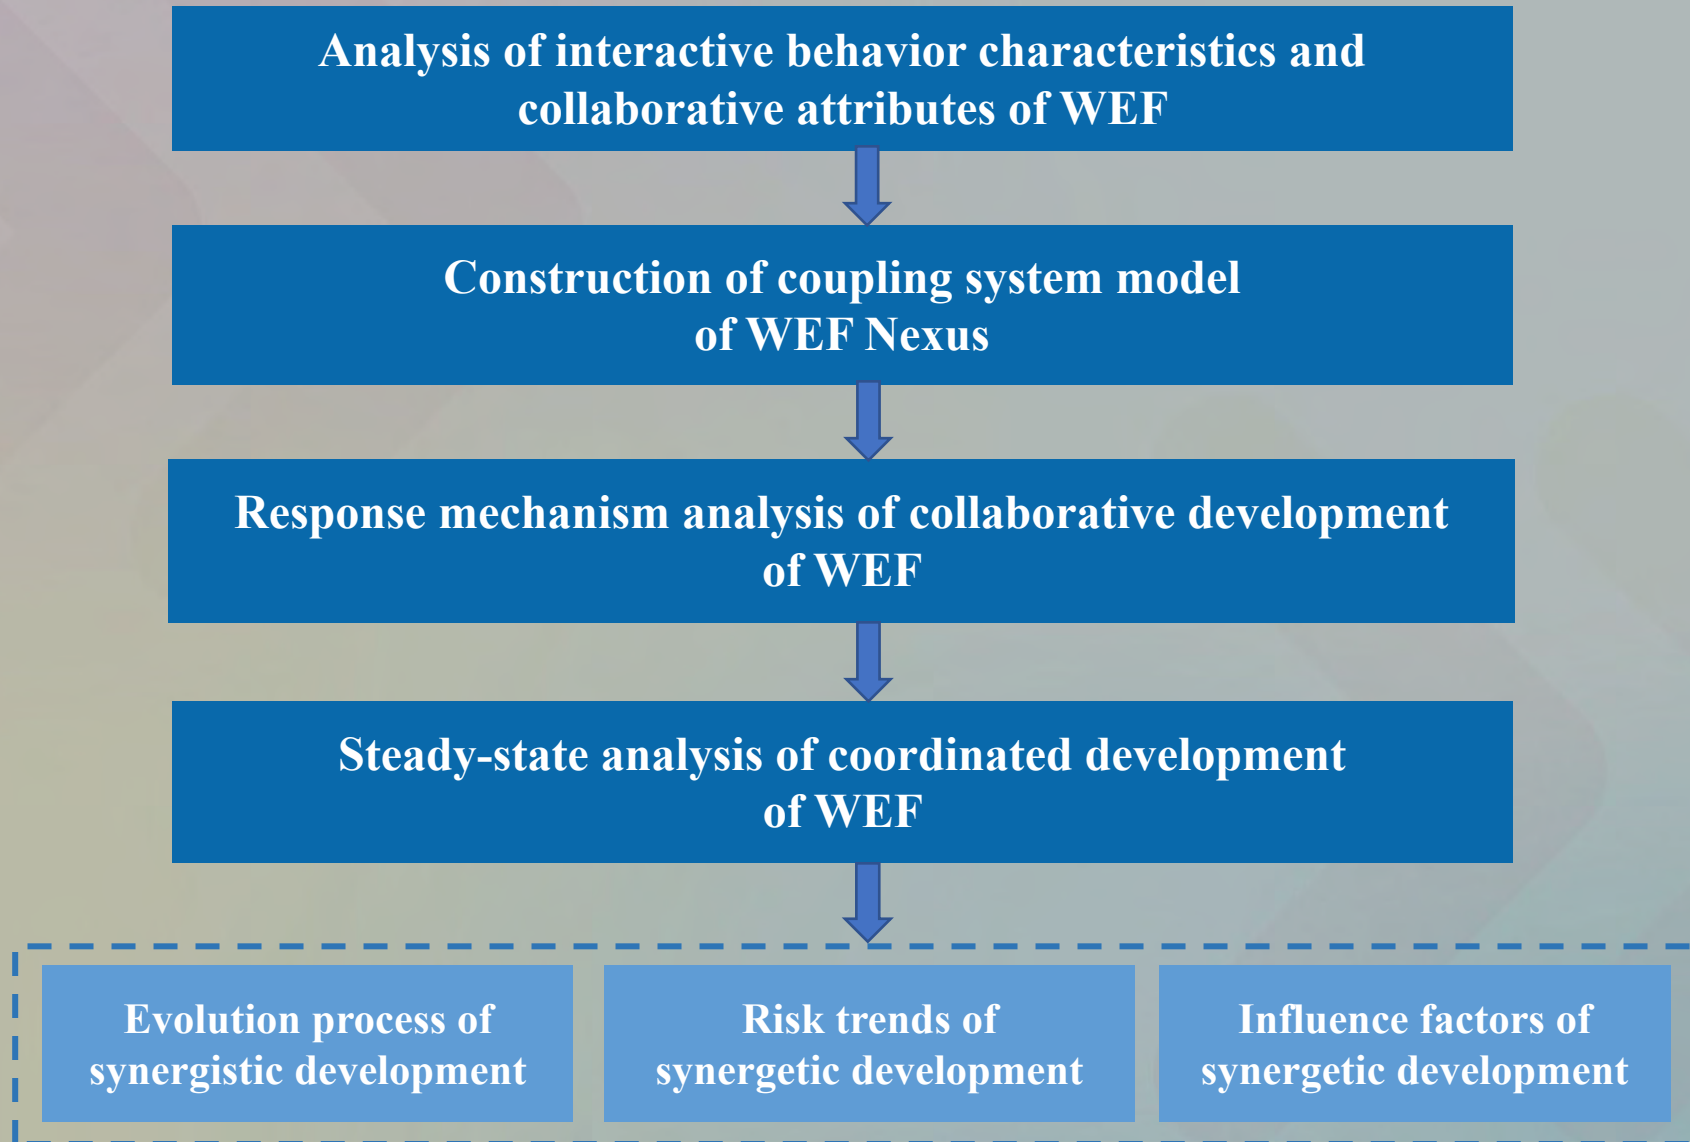 Analysis of interactive behavior characteristics and
collaborative attributes of WEF
Construction of coupling system model
of WEF Nexus
Response mechanism analysis of collaborative development
of WEF
Steady-state analysis of coordinated development
of WEF
Evolution process of
synergistic development
Risk trends of
synergetic development
Influence factors of
synergetic development